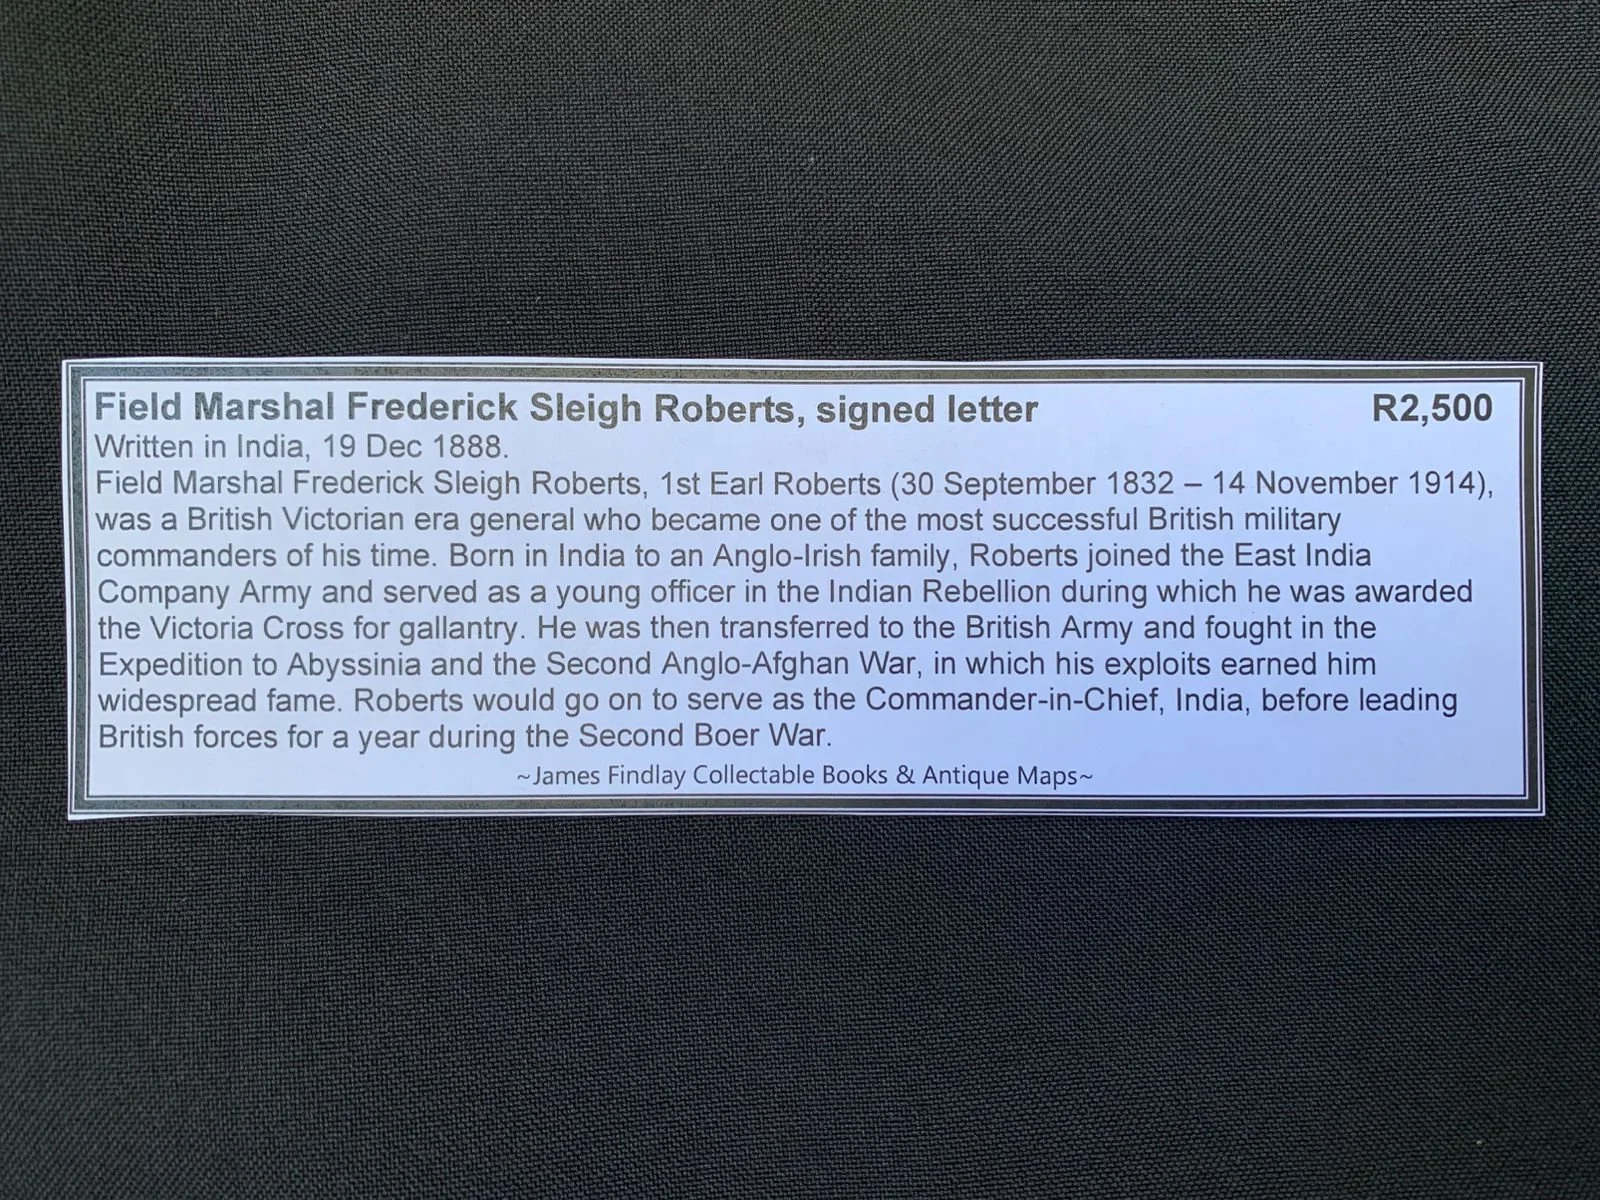 Field Marshal Frederick Sleigh Roberts, signed letter R2,500
Written in India, 19 Dec 1888.
Field Marshal Frederick Sleigh Roberts, 1st Earl Roberts (30 September 1832 – 14 November 1914),
was a British Victorian era general who became one of the most successful British military
commanders of his time. Born in India to an Anglo-Irish family, Roberts joined the East India
Company Army and served as a young officer in the Indian Rebellion during which he was awarded
the Victoria Cross for gallantry. He was then transferred to the British Army and fought in the
Expedition to Abyssinia and the Second Anglo-Afghan War, in which his exploits earned him
widespread fame. Roberts would go on to serve as the Commander-in-Chief, India, before leading
British forces for a year during the Second Boer War.
~James Findlay Collectable Books & Antique Maps~